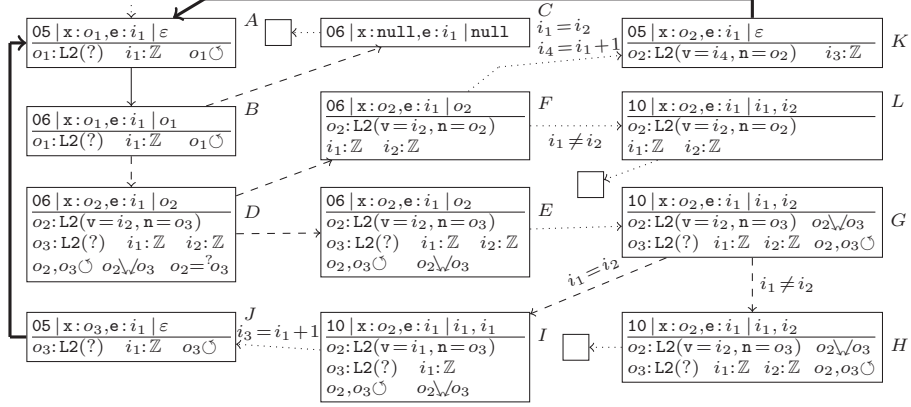 05 | x:o₁,e:i₁ | ε
o₁:L2(?) i₁:ℤ o₁↺
A
06 | x:null,e:i₁ | null
C
i₁=i₂
i₄=i₁+1
05 | x:o₂,e:i₁ | ε
o₂:L2(v=i₄, n=o₂) i₃:ℤ
K
06 | x:o₁,e:i₁ | o₁
o₁:L2(?) i₁:ℤ o₁↺
B
06 | x:o₂,e:i₁ | o₂
o₂:L2(v=i₂, n=o₂)
i₁:ℤ i₂:ℤ
F
i₁≠i₂
10 | x:o₂,e:i₁ | i₁, i₂
o₂:L2(v=i₂, n=o₂)
i₁:ℤ i₂:ℤ
L
06 | x:o₁,e:i₁ | o₂
o₂:L2(v=i₂, n=o₃)
o₃:L2(?) i₁:ℤ i₂:ℤ
o₂,o₃↺ o₂\\/o₃ o₂=?o₃
D
06 | x:o₂,e:i₁ | o₂
o₂:L2(v=i₂, n=o₃)
o₃:L2(?) i₁:ℤ i₂:ℤ
o₂,o₃↺ o₂\\/o₃
E
10 | x:o₂,e:i₁ | i₁, i₂
o₂:L2(v=i₂, n=o₃) o₂\\/o₃
o₃:L2(?) i₁:ℤ i₂:ℤ o₂,o₃↺
G
i₁=i₂
i₁≠i₂
05 | x:o₃,e:i₁ | ε
o₃:L2(?) i₁:ℤ o₃↺
J
i₃=i₁+1
10 | x:o₂,e:i₁ | i₁, i₁
o₂:L2(v=i₁, n=o₃)
o₃:L2(?) i₁:ℤ
o₂,o₃↺ o₂\\/o₃
I
10 | x:o₂,e:i₁ | i₁, i₂
o₂:L2(v=i₂, n=o₃) o₂\\/o₃
o₃:L2(?) i₁:ℤ i₂:ℤ o₂,o₃↺
H